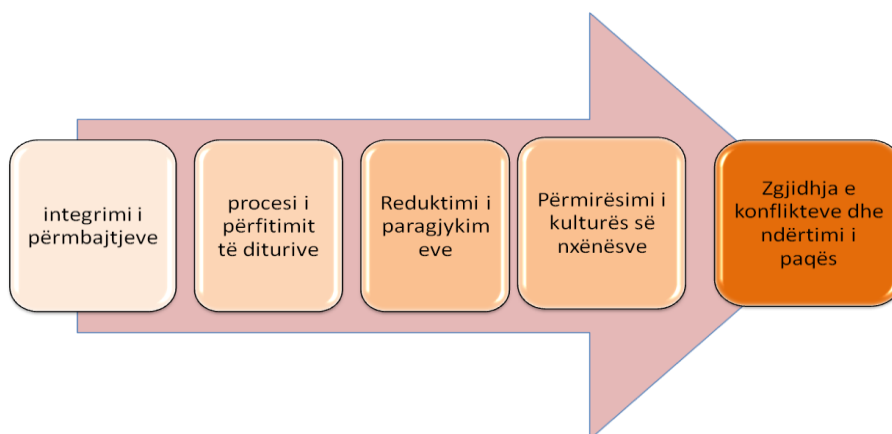 integrimi i
përmbajtjeve
procesi i
përfitimit
të diturive
Reduktimi i
paragjykim
eve
Përmirësimi i
kulturës së
nxënësve
Zgjidhja e
konflikteve dhe
ndërtimi i
paqës